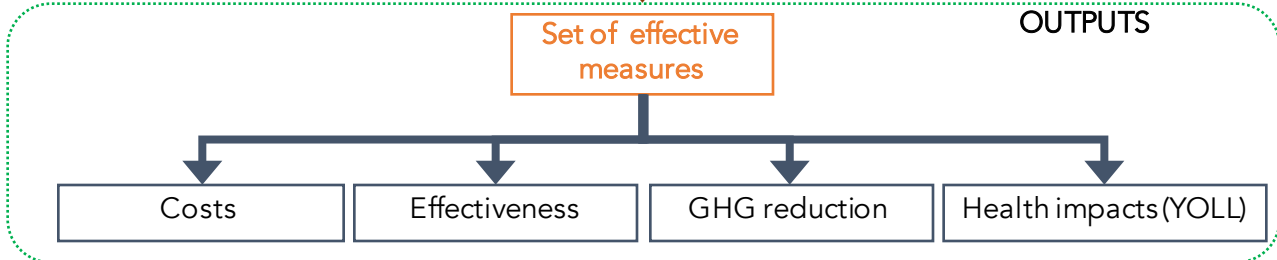 OUTPUTS
Set of effective
measures
Costs
Effectiveness
GHG reduction
Health impacts (YOLL)